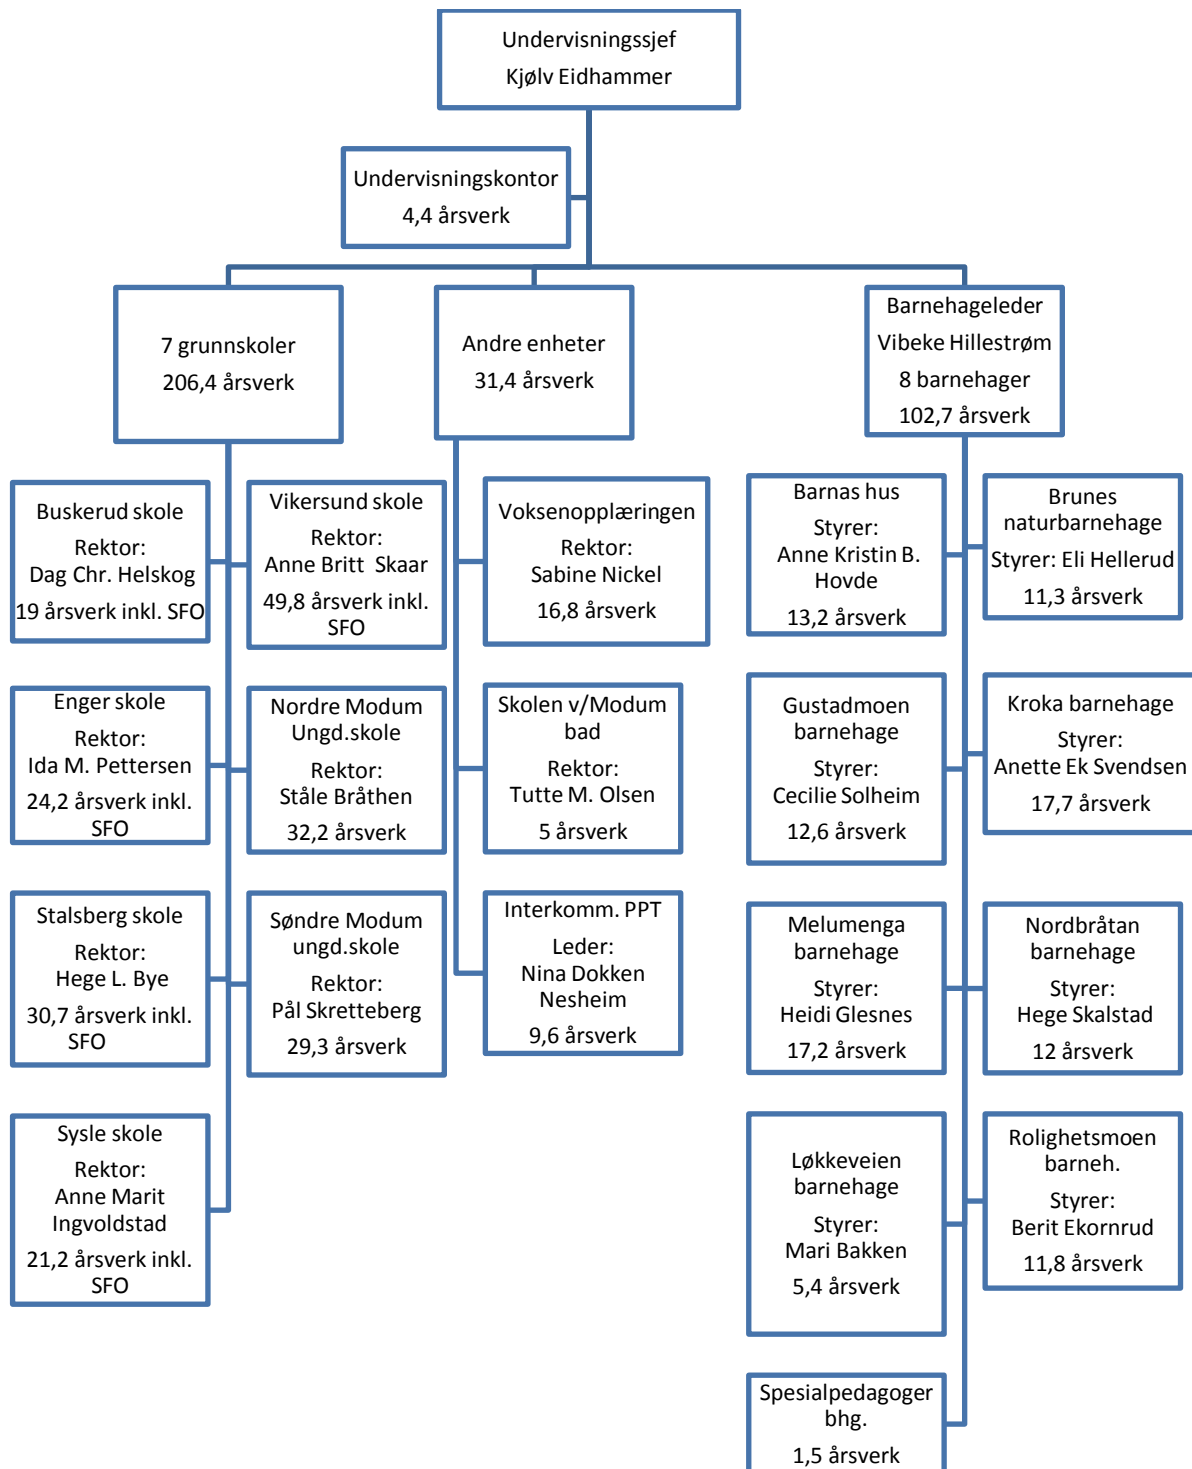 Undervisningssjef
Kjølv Eidhammer
Undervisningskontor
4,4 årsverk
7 grunnskoler
206,4 årsverk
Andre enheter
31,4 årsverk
Barnehageleder
Vibeke Hillestrøm
8 barnehager
102,7 årsverk
Buskerud skole
Rektor:
Dag Chr. Helskog
19 årsverk inkl. SFO
Vikersund skole
Rektor:
Anne Britt Skaar
49,8 årsverk inkl.
SFO
Voksenopplæringen
Rektor:
Sabine Nickel
16,8 årsverk
Barnas hus
Styrer:
Anne Kristin B.
Hovde
13,2 årsverk
Brunes
naturbarnehage
Styrer: Eli Hellerud
11,3 årsverk
Enger skole
Rektor:
Ida M. Pettersen
24,2 årsverk inkl.
SFO
Nordre Modum
Ungd.skole
Rektor:
Ståle Bråthen
32,2 årsverk
Skolen v/Modum
bad
Rektor:
Tutte M. Olsen
5 årsverk
Gustadmoen
barnehage
Styrer:
Cecilie Solheim
12,6 årsverk
Kroka barnehage
Styrer:
Anette Ek Svendsen
17,7 årsverk
Stalsberg skole
Rektor:
Hege L. Bye
30,7 årsverk inkl.
SFO
Søndre Modum
ungd.skole
Rektor:
Pål Skretteberg
29,3 årsverk
Interkomm. PPT
Leder:
Nina Dokken
Nesheim
9,6 årsverk
Melumenga
barnehage
Styrer:
Heidi Glesnes
17,2 årsverk
Nordbråtan
barnehage
Styrer:
Hege Skalstad
12 årsverk
Sysle skole
Rektor:
Anne Marit
Ingvoldstad
21,2 årsverk inkl.
SFO
Løkkeveien
barnehage
Styrer:
Mari Bakken
5,4 årsverk
Rolighetsmoen
barneh.
Styrer:
Berit Ekornrud
11,8 årsverk
Spesialpedagoger
bhg.
1,5 årsverk